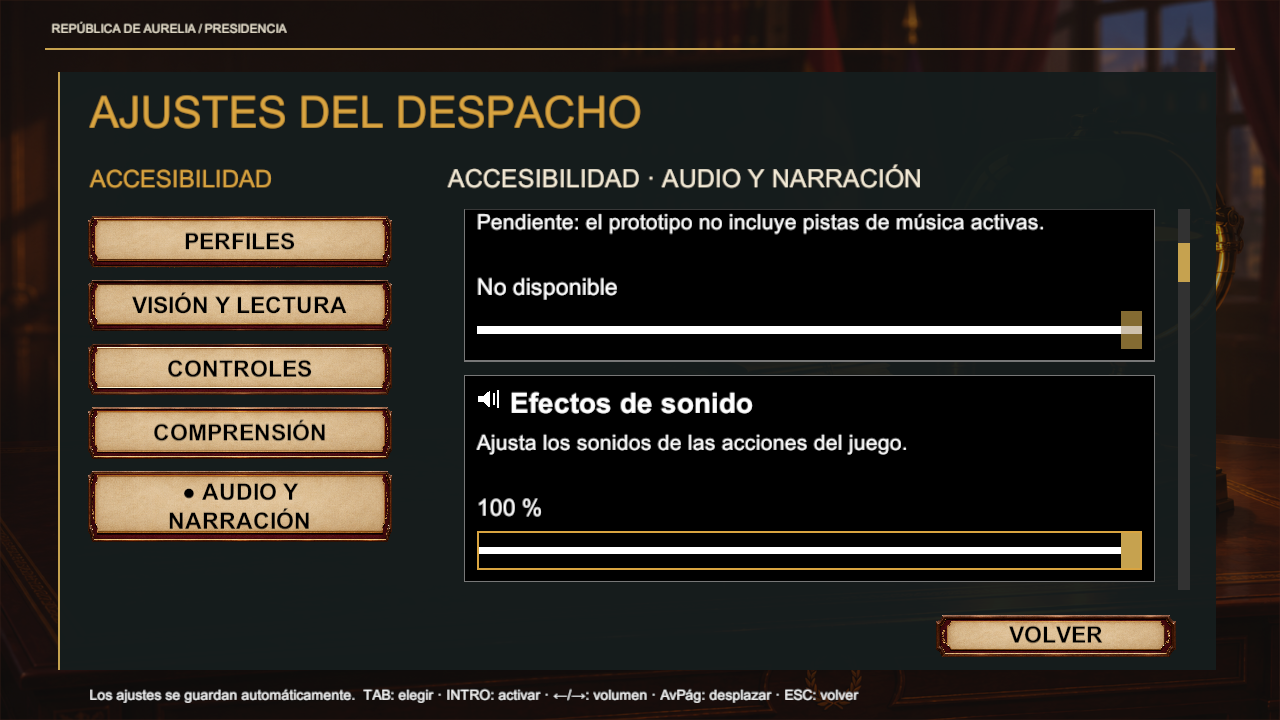 REPÚBLICA DE AURELIA / PRESIDENCIA
AJUSTES DEL DESPACHO
ACCESIBILIDAD
PERFILES
VISIÓN Y LECTURA
CONTROLES
COMPRENSIÓN
● AUDIO Y
NARRACIÓN
ACCESIBILIDAD · AUDIO Y NARRACIÓN
Pendiente: el prototipo no incluye pistas de música activas.
No disponible
Efectos de sonido
Ajusta los sonidos de las acciones del juego.
100 %
VOLVER
Los ajustes se guardan automáticamente. TAB: elegir · INTRO: activar · ←/→: volumen · AvPág: desplazar · ESC: volver